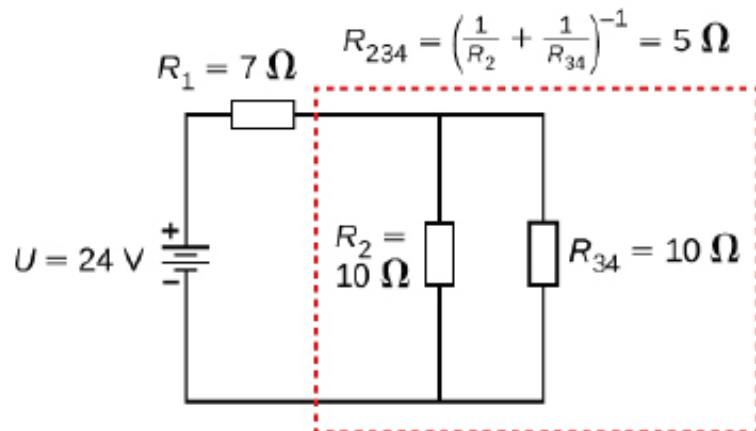 R₂₃₄ = (1/R₂ + 1/R₃₄)⁻¹ = 5 Ω
R₁ = 7 Ω
+
U = 24 V
−
R₂ =
10 Ω
R₃₄ = 10 Ω